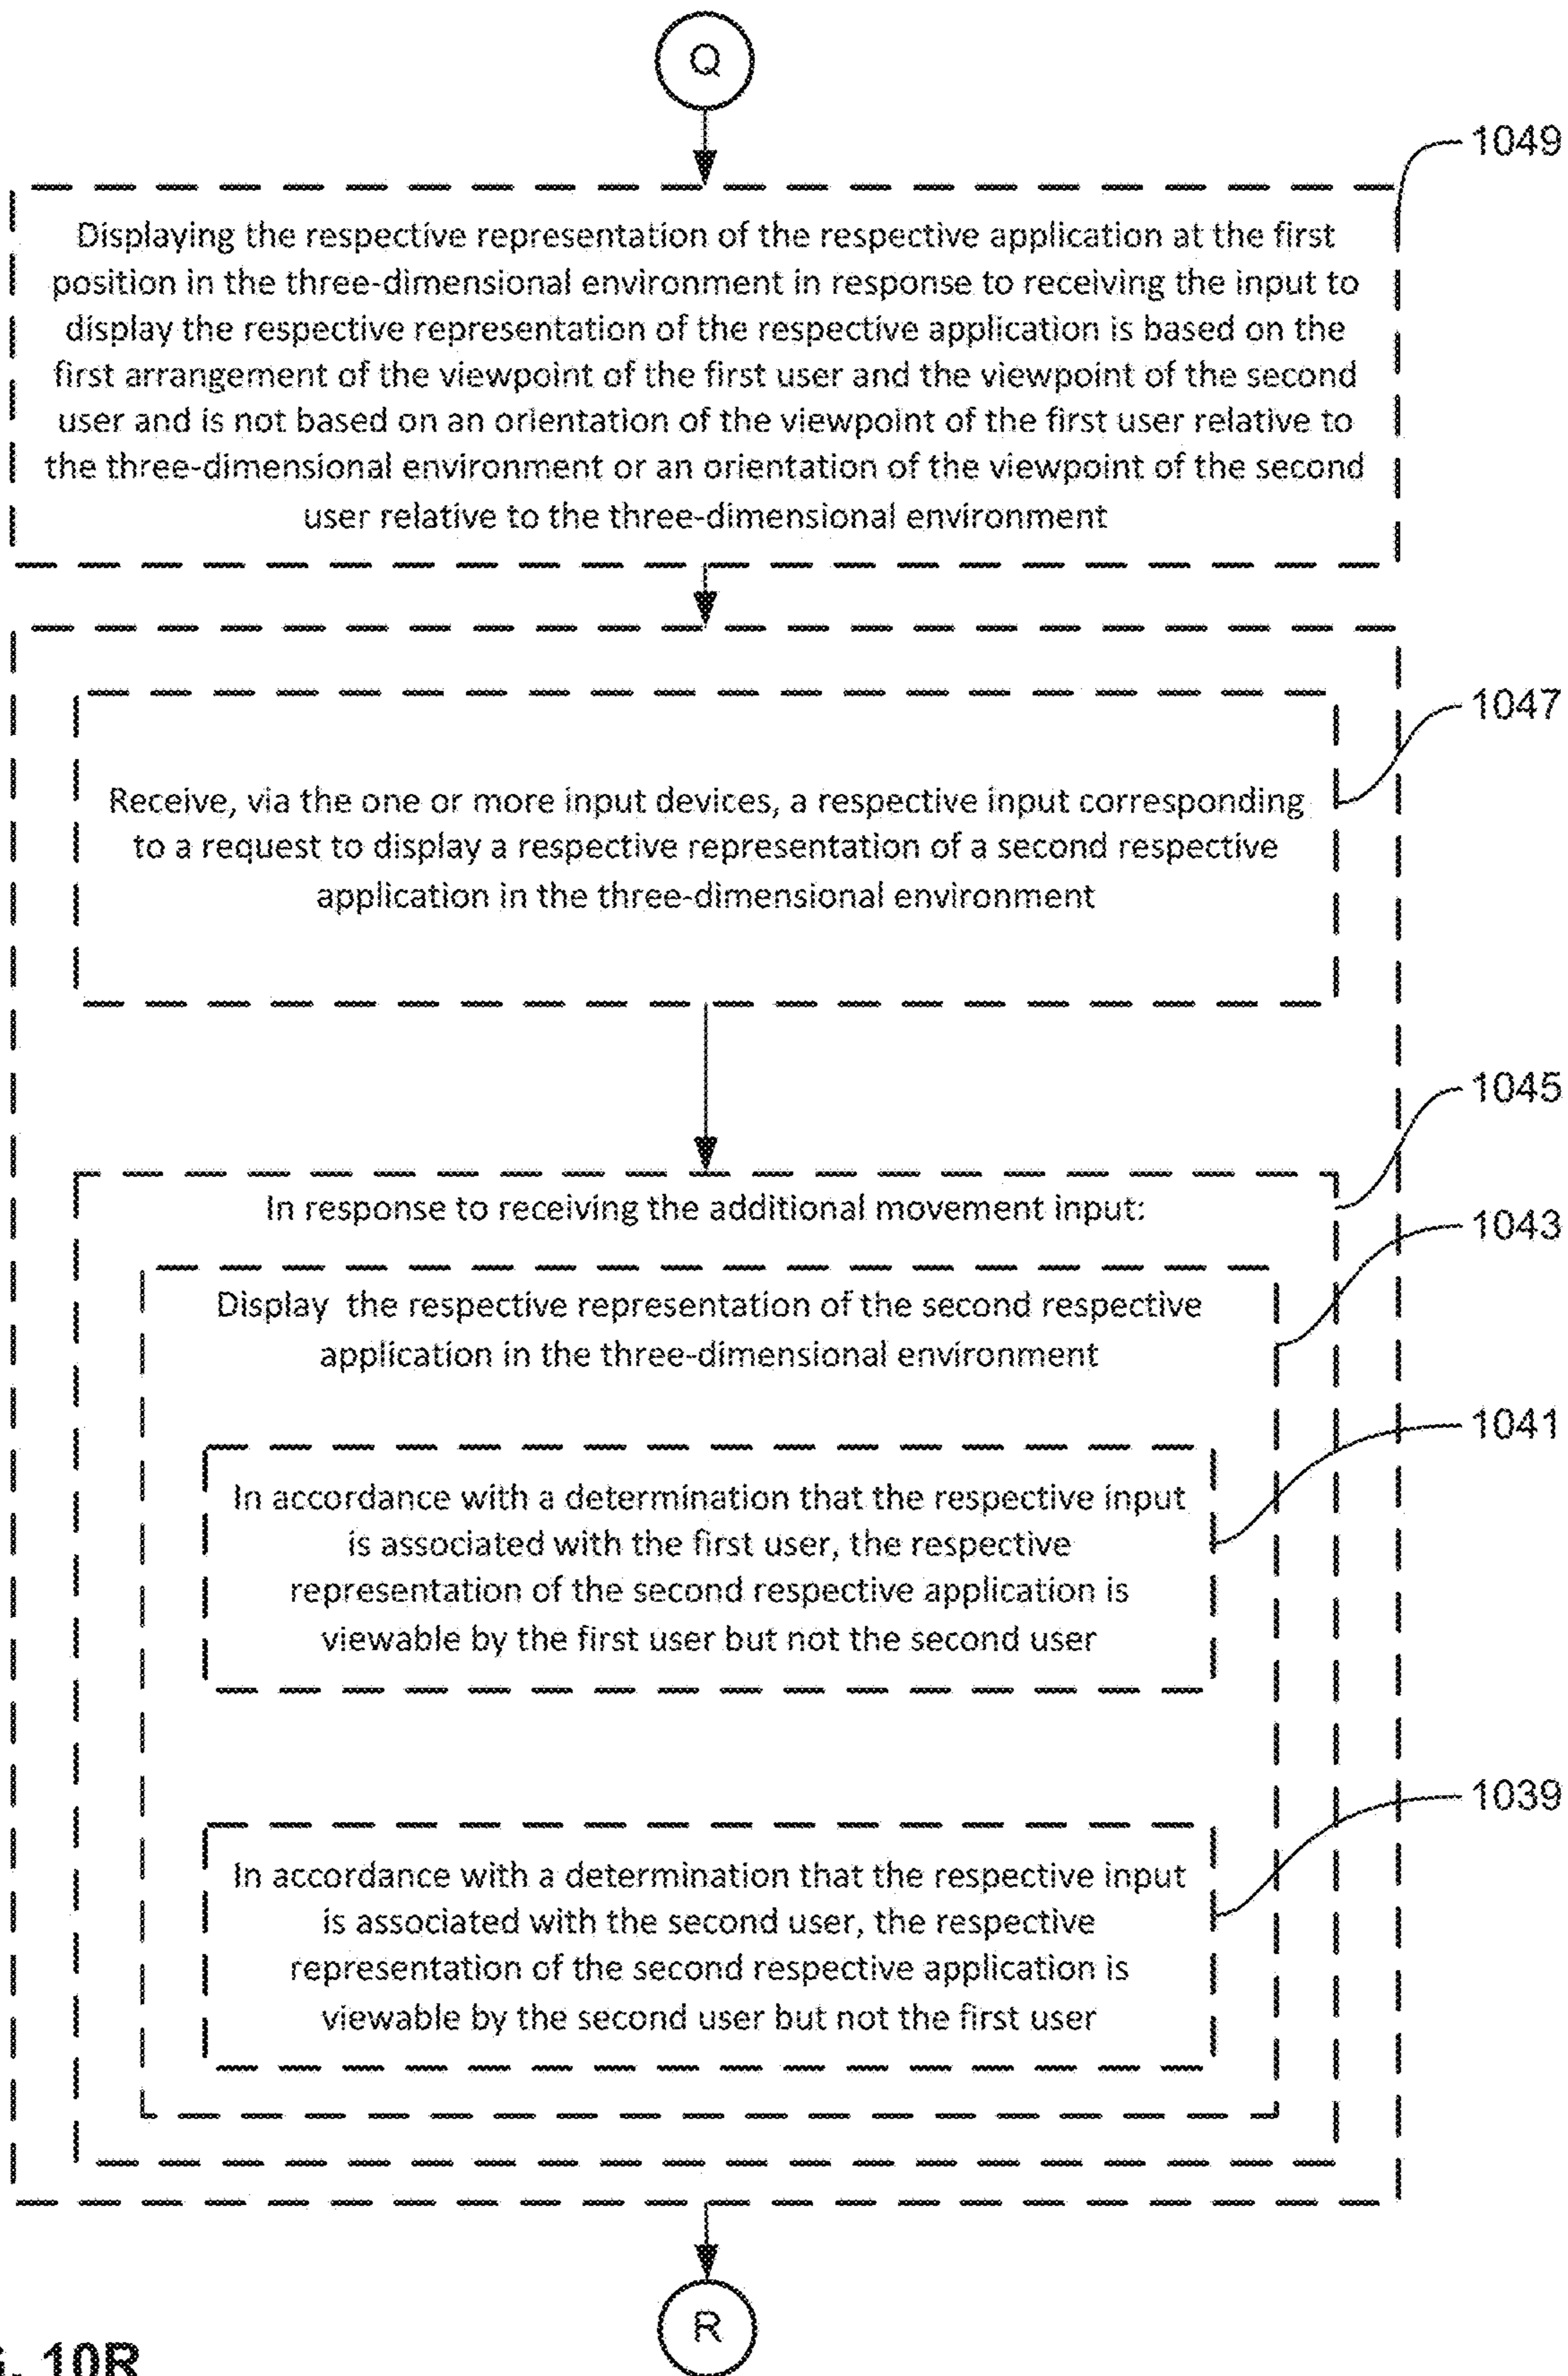 Q
1049
Displaying the respective representation of the respective application at the first
position in the three-dimensional environment in response to receiving the input to
display the respective representation of the respective application is based on the
first arrangement of the viewpoint of the first user and the viewpoint of the second
user and is not based on an orientation of the viewpoint of the first user relative to
the three-dimensional environment or an orientation of the viewpoint of the second
user relative to the three-dimensional environment
1047
Receive, via the one or more input devices, a respective input corresponding
to a request to display a respective representation of a second respective
application in the three-dimensional environment
1045
In response to receiving the additional movement input:
1043
Display the respective representation of the second respective
application in the three-dimensional environment
1041
In accordance with a determination that the respective input
is associated with the first user, the respective
representation of the second respective application is
viewable by the first user but not the second user
1039
In accordance with a determination that the respective input
is associated with the second user, the respective
representation of the second respective application is
viewable by the second user but not the first user
R
10R